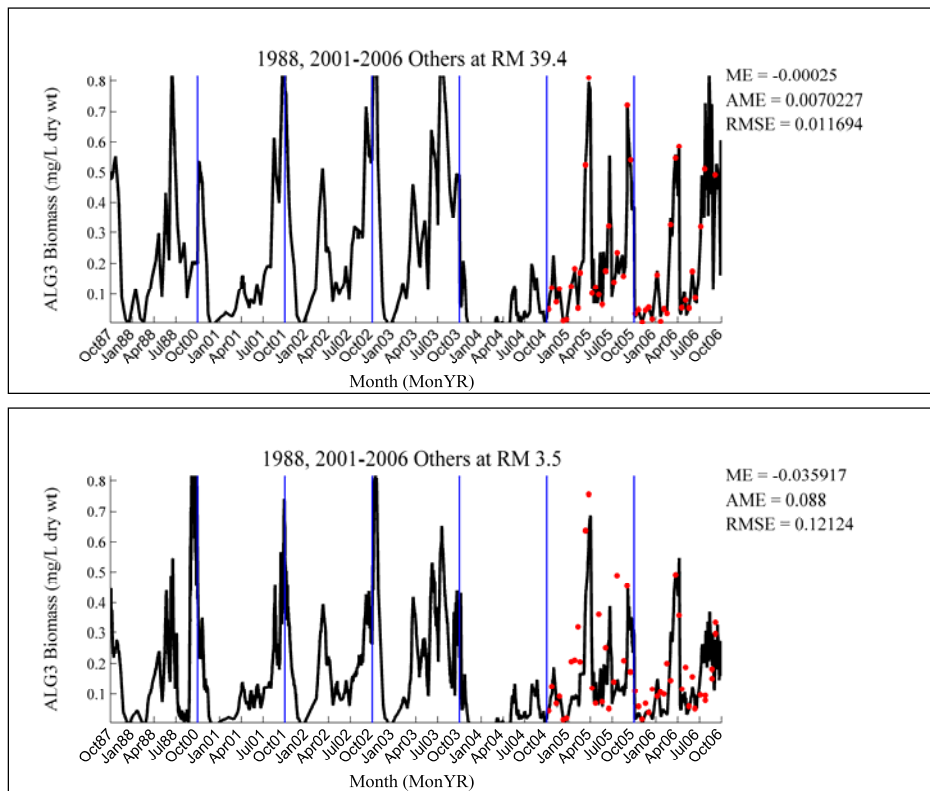 1988, 2001-2006 Others at RM 39.4
ME = -0.00025
AME = 0.0070227
RMSE = 0.011694
ALG3 Biomass (mg/L dry wt)
0.8
0.7
0.6
0.5
0.4
0.3
0.2
0.1
Oct87 Jan88 Apr88 Jul88 Oct00 Jan01 Apr01 Jul01 Oct01 Jan02 Apr02 Jul02 Oct02 Jan03 Apr03 Jul03 Oct03 Jan04 Apr04 Jul04 Oct04 Jan05 Apr05 Jul05 Oct05 Jan06 Apr06 Jul06 Oct06
Month (MonYR)
1988, 2001-2006 Others at RM 3.5
ME = -0.035917
AME = 0.088
RMSE = 0.12124
ALG3 Biomass (mg/L dry wt)
0.8
0.7
0.6
0.5
0.4
0.3
0.2
0.1
Oct87 Jan88 Apr88 Jul88 Oct00 Jan01 Apr01 Jul01 Oct01 Jan02 Apr02 Jul02 Oct02 Jan03 Apr03 Jul03 Oct03 Jan04 Apr04 Jul04 Oct04 Jan05 Apr05 Jul05 Oct05 Jan06 Apr06 Jul06 Oct06
Month (MonYR)